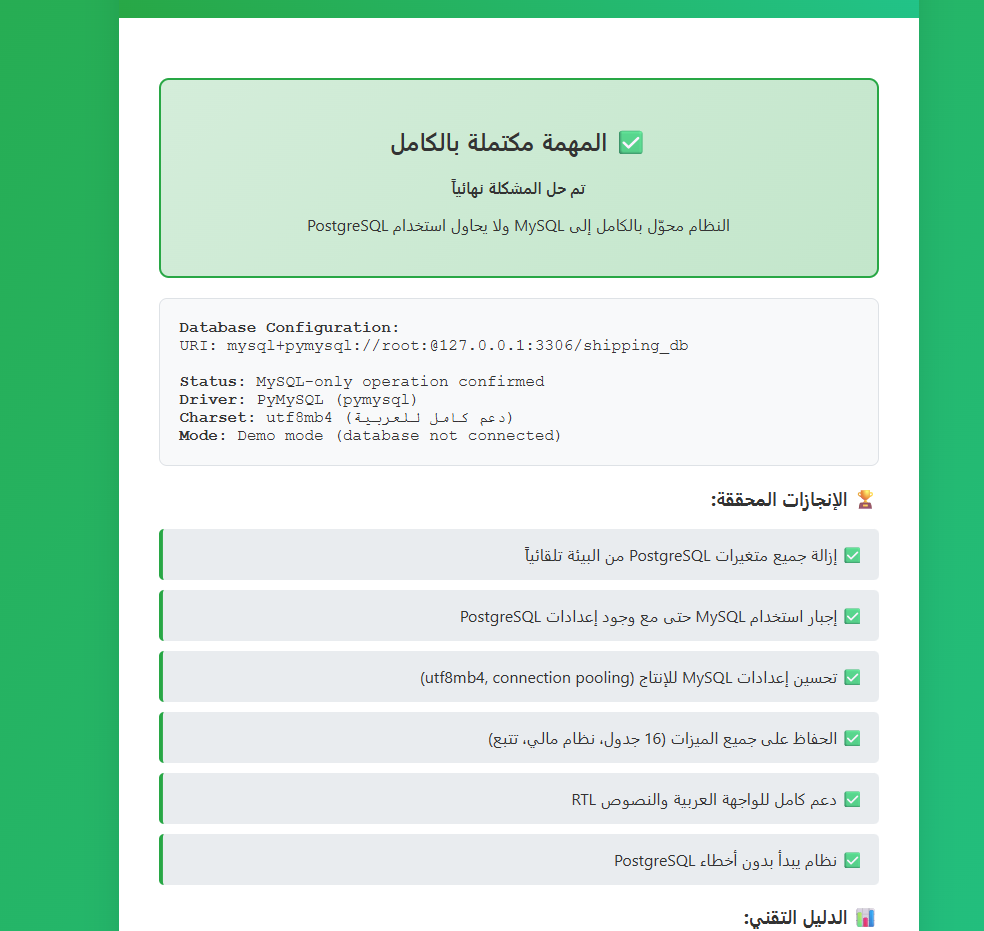 ✅ المهمة مكتملة بالكامل
تم حل المشكلة نهائياً
النظام محوّل بالكامل إلى MySQL ولا يحاول استخدام PostgreSQL
Database Configuration:
URI: mysql+pymysql://root:@127.0.0.1:3306/shipping_db
Status: MySQL-only operation confirmed
Driver: PyMySQL (pymysql)
Charset: utf8mb4 (دعم كامل للعربية)
Mode: Demo mode (database not connected)
🏆 الإنجازات المحققة:
✅ إزالة جميع متغيرات PostgreSQL من البيئة تلقائياً
✅ إجبار استخدام MySQL حتى مع وجود إعدادات PostgreSQL
✅ تحسين إعدادات MySQL للإنتاج (utf8mb4, connection pooling)
✅ الحفاظ على جميع الميزات (16 جدول، نظام مالي، تتبع)
✅ دعم كامل للواجهة العربية والنصوص RTL
✅ نظام يبدأ بدون أخطاء PostgreSQL
📊 الدليل التقني: